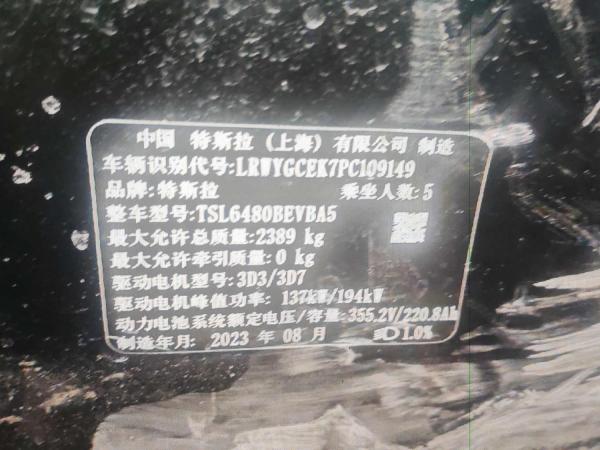 中国 特斯拉（上海）有限公司 制造
车辆识别代号:LRWYGCEK7PC109149
品牌:特斯拉 乘坐人数:5
整车型号:TSL6480BEVBA5
最大允许总质量:2389 kg
最大允许牵引质量:0 kg
驱动电机型号:3D3/3D7
驱动电机峰值功率: 137kW/194kW
动力电池系统额定电压/容量:355.2V/220.8Ah
制造年月: 2023 年 08 月 1.0%